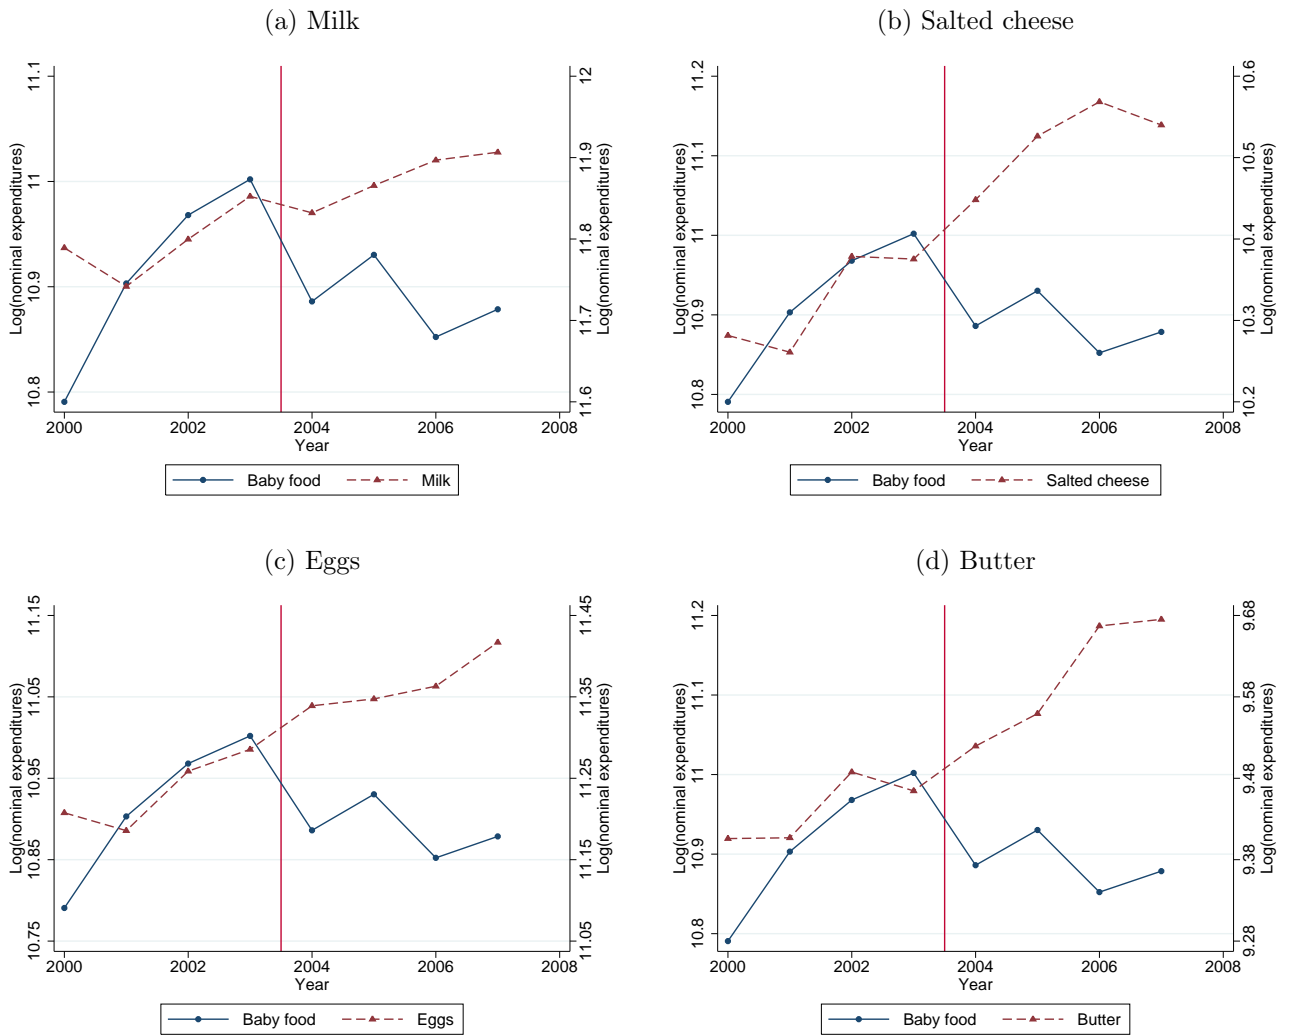 (a) Milk
Log(nominal expenditures)
11.1
11
10.9
10.8
12
11.9
11.8
11.7
11.6
Log(nominal expenditures)
2000 2002 2004 2006 2008
Year
Baby food Milk
(b) Salted cheese
Log(nominal expenditures)
11.2
11.1
11
10.9
10.8
10.6
10.5
10.4
10.3
10.2
Log(nominal expenditures)
2000 2002 2004 2006 2008
Year
Baby food Salted cheese
(c) Eggs
Log(nominal expenditures)
11.15
11.05
10.95
10.85
10.75
11.45
11.35
11.25
11.15
11.05
Log(nominal expenditures)
2000 2002 2004 2006 2008
Year
Baby food Eggs
(d) Butter
Log(nominal expenditures)
11.2
11.1
11
10.9
10.8
9.68
9.58
9.48
9.38
9.28
Log(nominal expenditures)
2000 2002 2004 2006 2008
Year
Baby food Butter